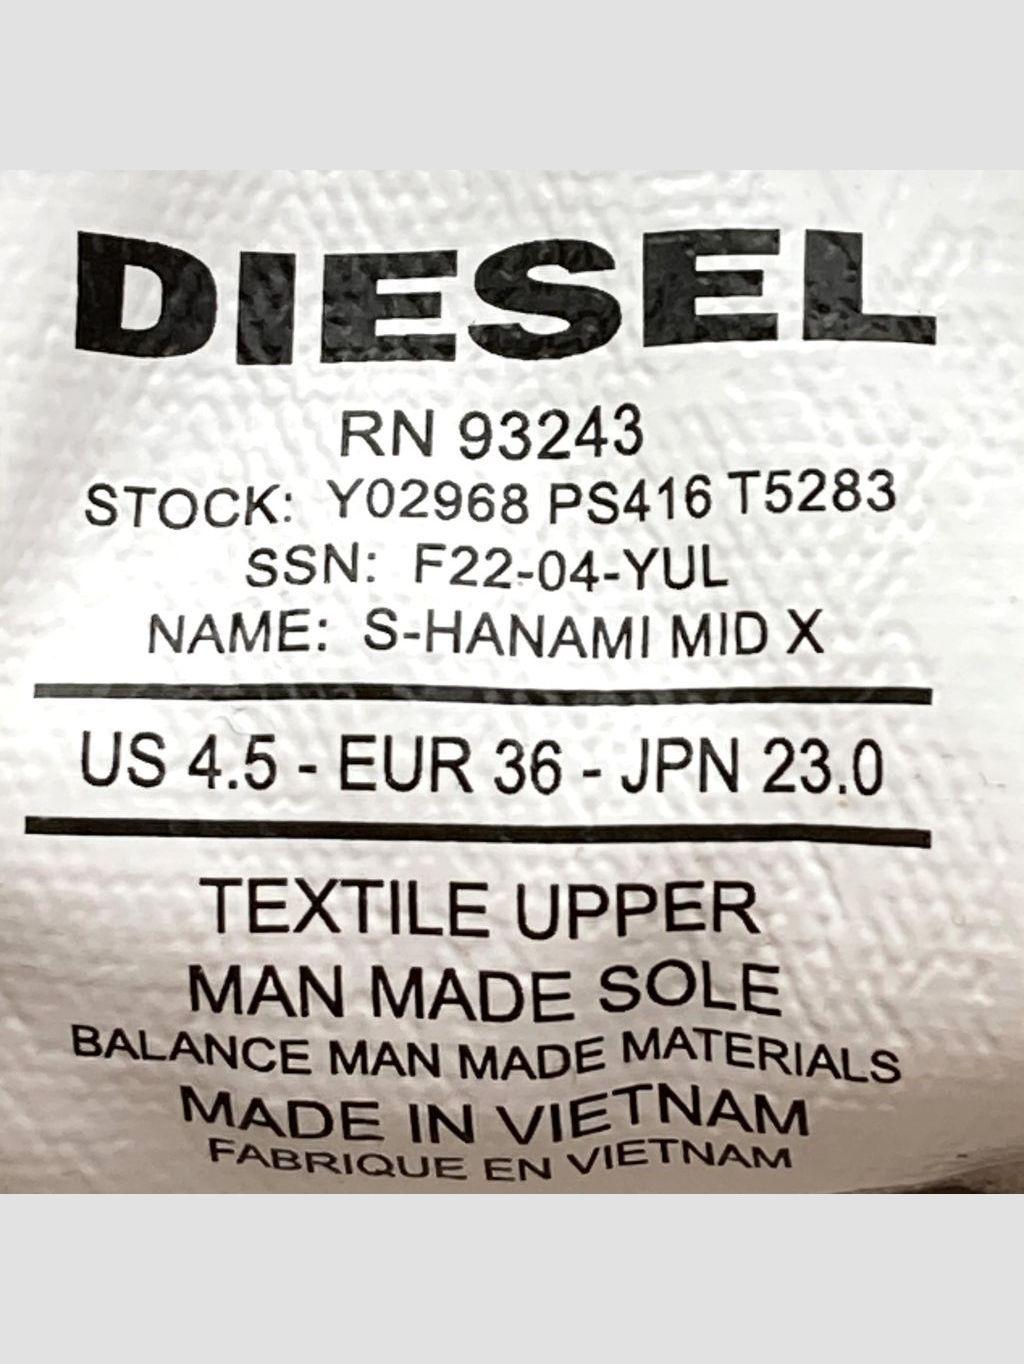 DIESEL
RN 93243
STOCK: Y02968 PS416 T5283
SSN: F22-04-YUL
NAME: S-HANAMI MID X
US 4.5 - EUR 36 - JPN 23.0
TEXTILE UPPER
MAN MADE SOLE
BALANCE MAN MADE MATERIALS
MADE IN VIETNAM
FABRIQUE EN VIETNAM